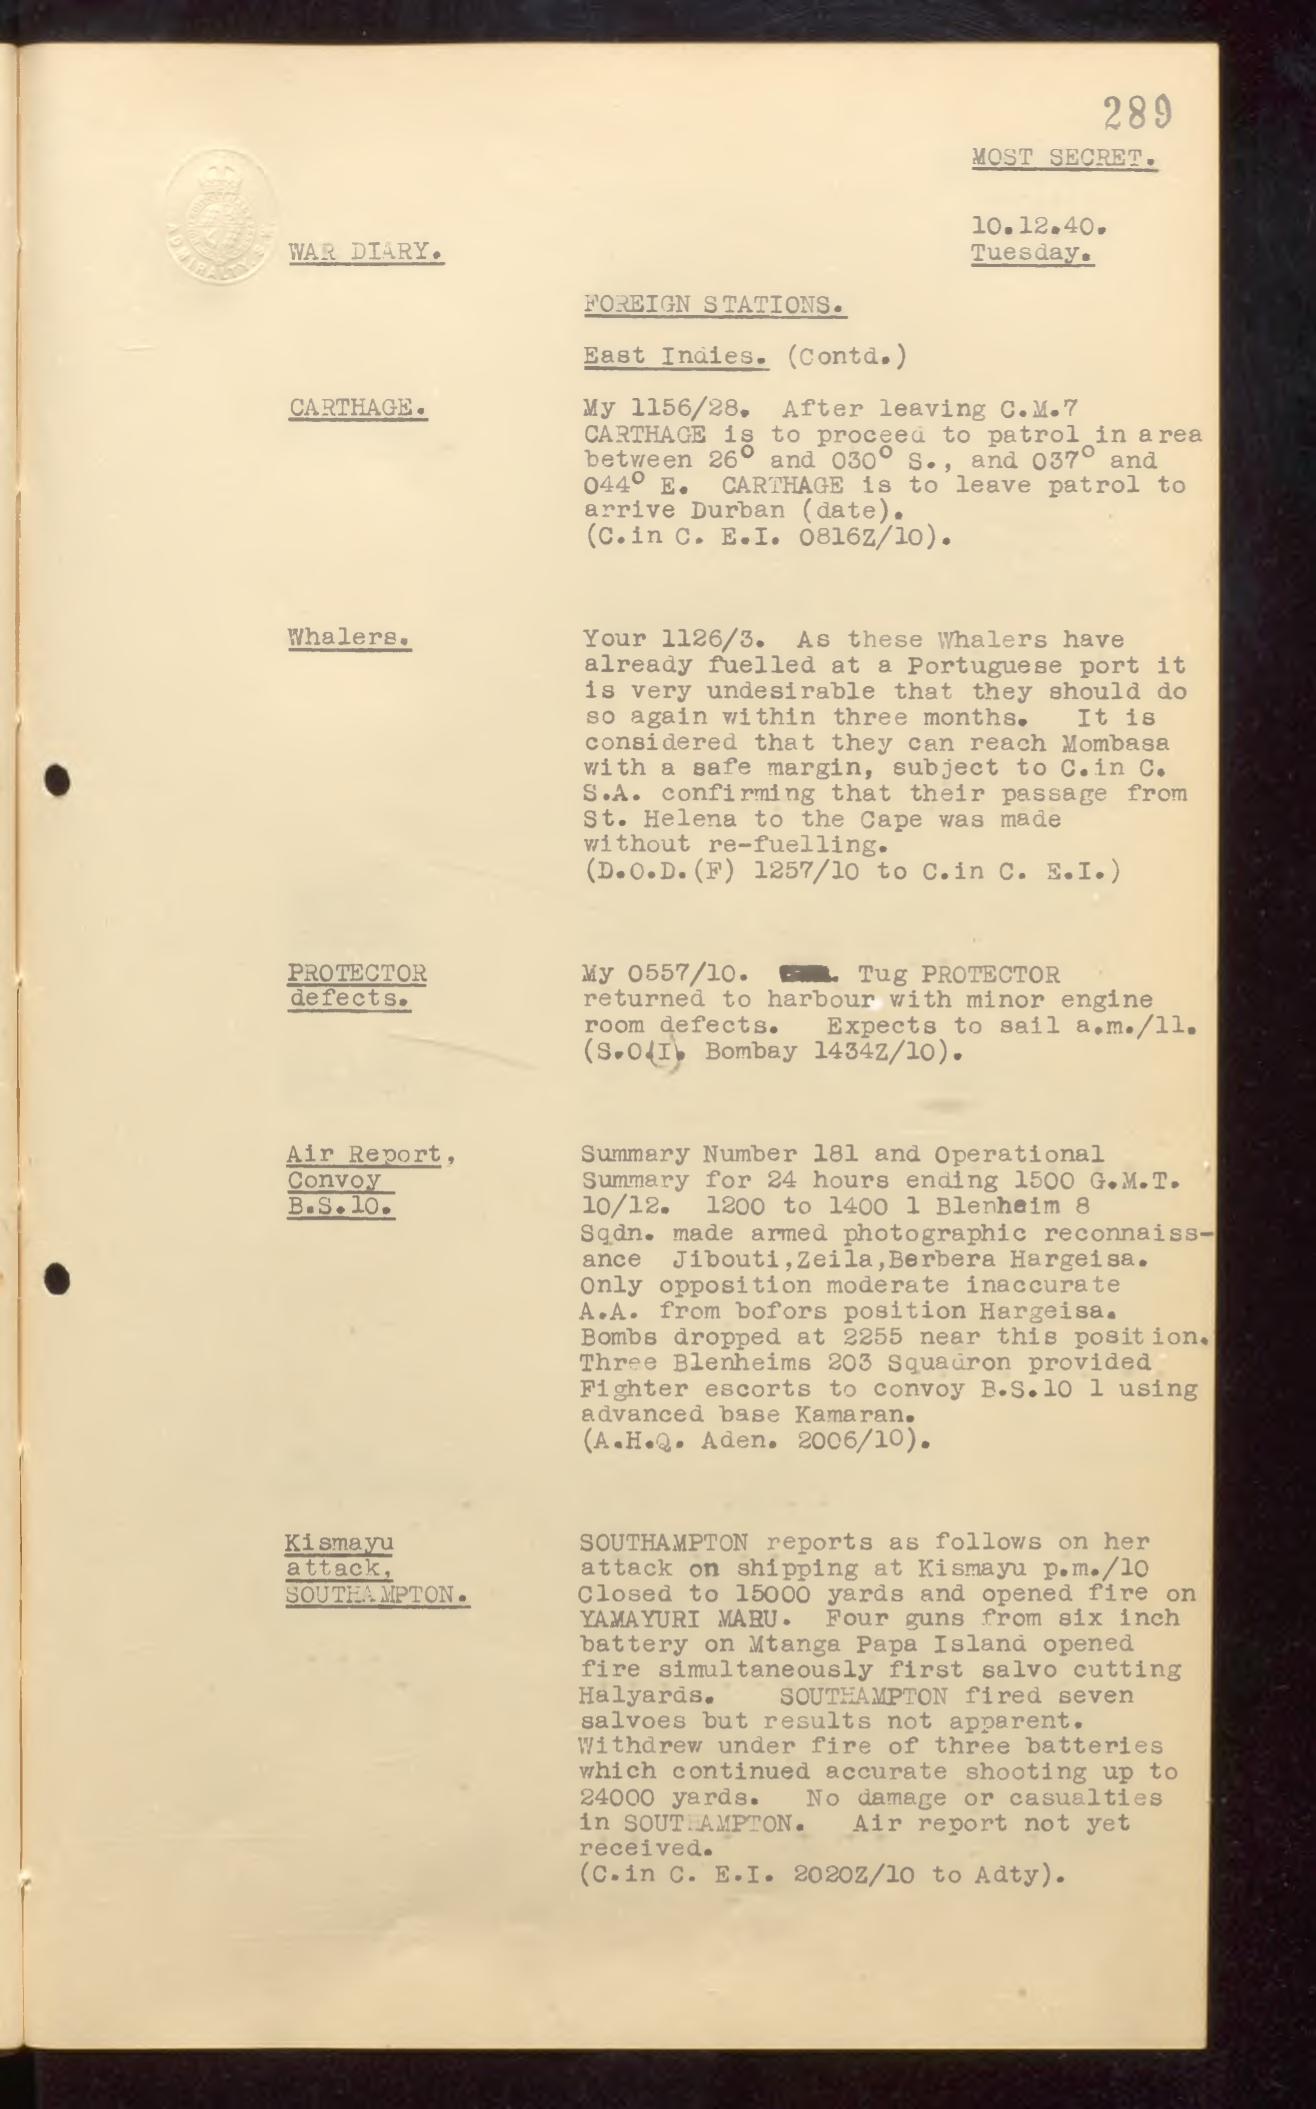 289
MOST SECRET.
10.12.40.
Tuesday.
ADMIRALTY. S.W.
WAR DIARY.
FOREIGN STATIONS.
East Indies. (Contd.)
CARTHAGE.
My 1156/28. After leaving C.M.7
CARTHAGE is to proceed to patrol in area
between 26° and 030° S., and 037° and
044° E. CARTHAGE is to leave patrol to
arrive Durban (date).
(C.in C. E.I. 0816Z/10).
Whalers.
Your 1126/3. As these Whalers have
already fuelled at a Portuguese port it
is very undesirable that they should do
so again within three months. It is
considered that they can reach Mombasa
with a safe margin, subject to C.in C.
S.A. confirming that their passage from
St. Helena to the Cape was made
without re-fuelling.
(D.O.D.(F) 1257/10 to C.in C. E.I.)
PROTECTOR
defects.
My 0557/10. Tug PROTECTOR
returned to harbour with minor engine
room defects. Expects to sail a.m./11.
(S.O.(I). Bombay 1434Z/10).
Air Report,
Convoy
B.S.10.
Summary Number 181 and Operational
Summary for 24 hours ending 1500 G.M.T.
10/12. 1200 to 1400 1 Blenheim 8
Sqdn. made armed photographic reconnaiss-
ance Jibouti,Zeila,Berbera Hargeisa.
Only opposition moderate inaccurate
A.A. from bofors position Hargeisa.
Bombs dropped at 2255 near this position.
Three Blenheims 203 Squadron provided
Fighter escorts to convoy B.S.10 1 using
advanced base Kamaran.
(A.H.Q. Aden. 2006/10).
Kismayu
attack,
SOUTHAMPTON.
SOUTHAMPTON reports as follows on her
attack on shipping at Kismayu p.m./10
Closed to 15000 yards and opened fire on
YAMAYURI MARU. Four guns from six inch
battery on Mtanga Papa Island opened
fire simultaneously first salvo cutting
Halyards. SOUTHAMPTON fired seven
salvoes but results not apparent.
Withdrew under fire of three batteries
which continued accurate shooting up to
24000 yards. No damage or casualties
in SOUTHAMPTON. Air report not yet
received.
(C.in C. E.I. 2020Z/10 to Adty).